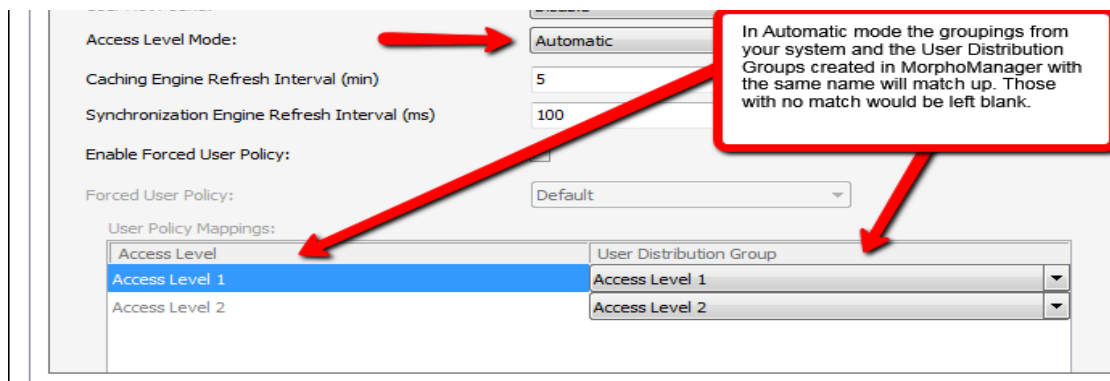 Disable
Access Level Mode:
Automatic
Caching Engine Refresh Interval (min)
5
Synchronization Engine Refresh Interval (ms)
100
Enable Forced User Policy:
Forced User Policy:
Default
In Automatic mode the groupings from
your system and the User Distribution
Groups created in MorphoManager with
the same name will match up. Those
with no match would be left blank.
User Policy Mappings:
Access Level
User Distribution Group
Access Level 1
Access Level 1
Access Level 2
Access Level 2